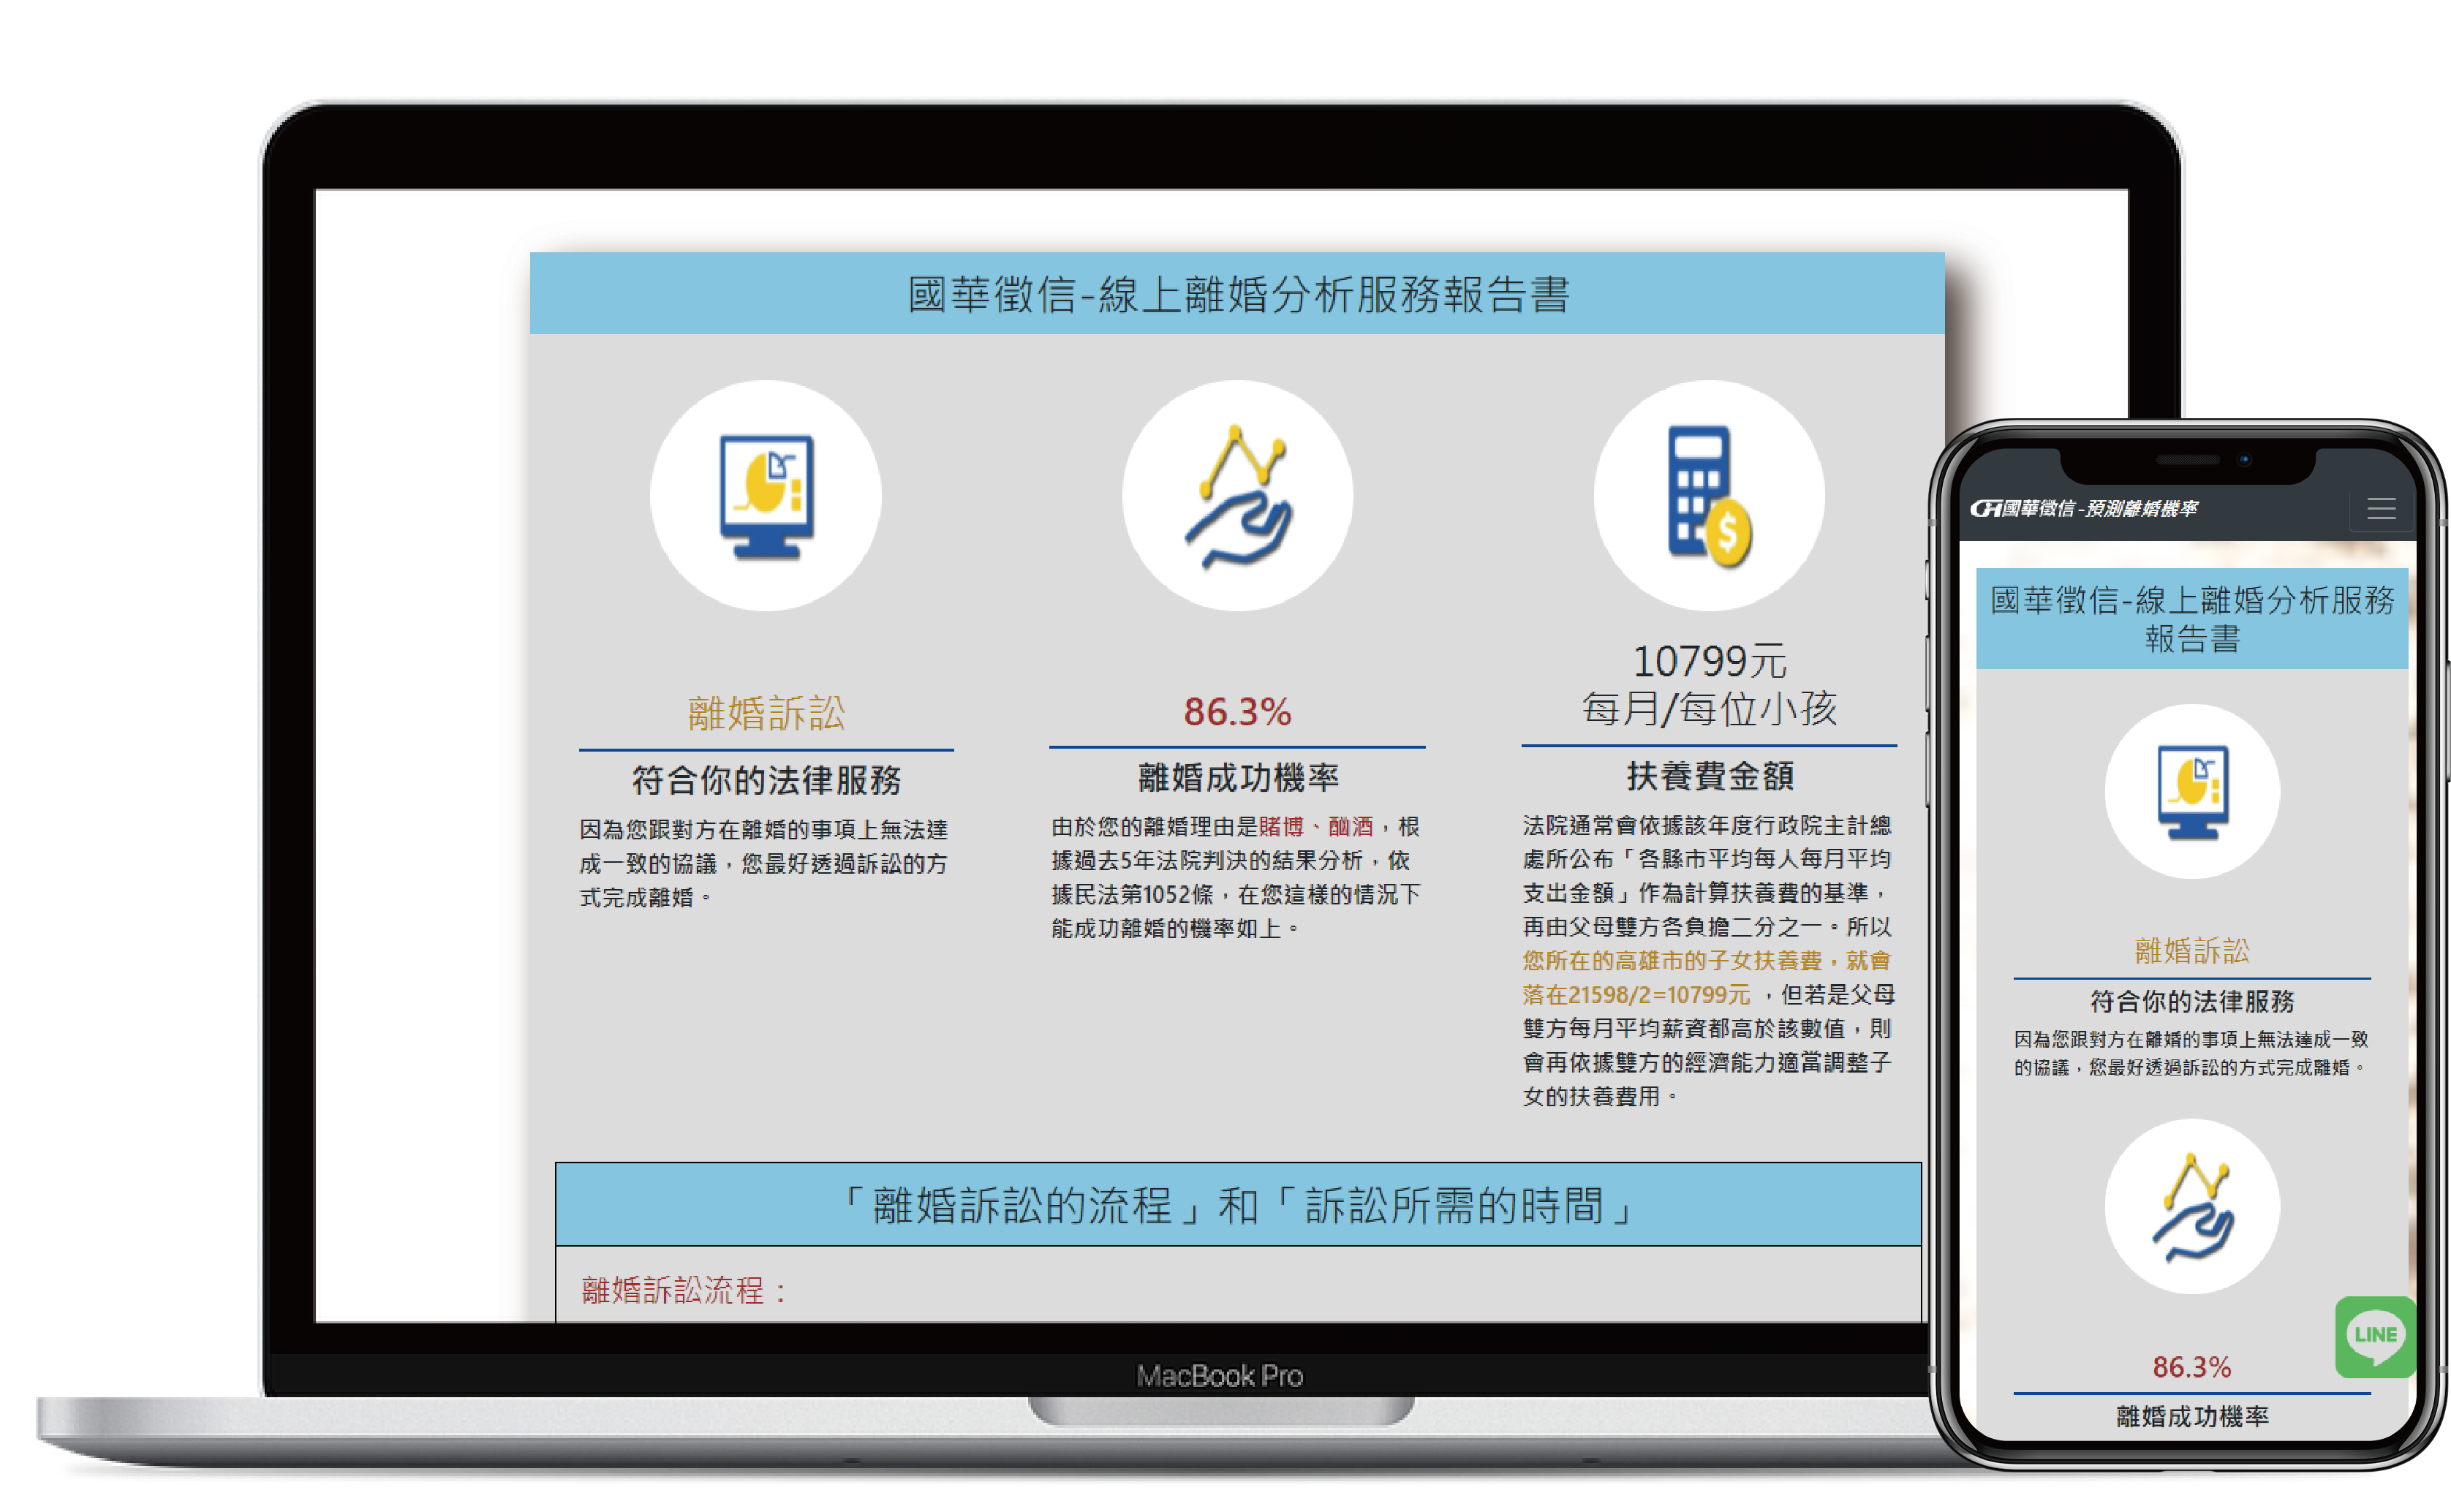 國華徵信-線上離婚分析服務報告書
離婚訴訟
符合你的法律服務
因為您跟對方在離婚的事項上無法達
成一致的協議，您最好透過訴訟的方
式完成離婚。
86.3%
離婚成功機率
由於您的離婚理由是賭博、酗酒，根
據過去5年法院判決的結果分析，依
據民法第1052條，在您這樣的情況下
能成功離婚的機率如上。
$
10799元
每月/每位小孩
扶養費金額
法院通常會依據該年度行政院主計總
處所公布「各縣市平均每人每月平均
支出金額」作為計算扶養費的基準，
再由父母雙方各負擔二分之一。所以
您所在的高雄市的子女扶養費，就會
落在21598/2=10799元 ，但若是父母
雙方每月平均薪資都高於該數值，則
會再依據雙方的經濟能力適當調整子
女的扶養費用。
「離婚訴訟的流程」和「訴訟所需的時間」
離婚訴訟流程：
MacBook Pro
GH國華徵信-預測離婚機率
國華徵信-線上離婚分析服務
報告書
離婚訴訟
符合你的法律服務
因為您跟對方在離婚的事項上無法達成一致
的協議，您最好透過訴訟的方式完成離婚。
LINE
86.3%
離婚成功機率